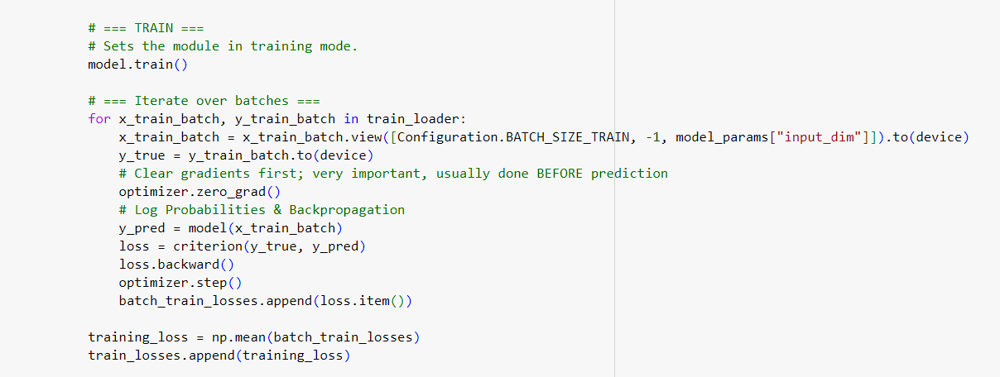 # === TRAIN ===
# Sets the module in training mode.
model.train()
# === Iterate over batches ===
for x_train_batch, y_train_batch in train_loader:
x_train_batch = x_train_batch.view([Configuration.BATCH_SIZE_TRAIN, -1, model_params["input_dim"]]).to(device)
y_true = y_train_batch.to(device)
# Clear gradients first; very important, usually done BEFORE prediction
optimizer.zero_grad()
# Log Probabilities & Backpropagation
y_pred = model(x_train_batch)
loss = criterion(y_true, y_pred)
loss.backward()
optimizer.step()
batch_train_losses.append(loss.item())
training_loss = np.mean(batch_train_losses)
train_losses.append(training_loss)